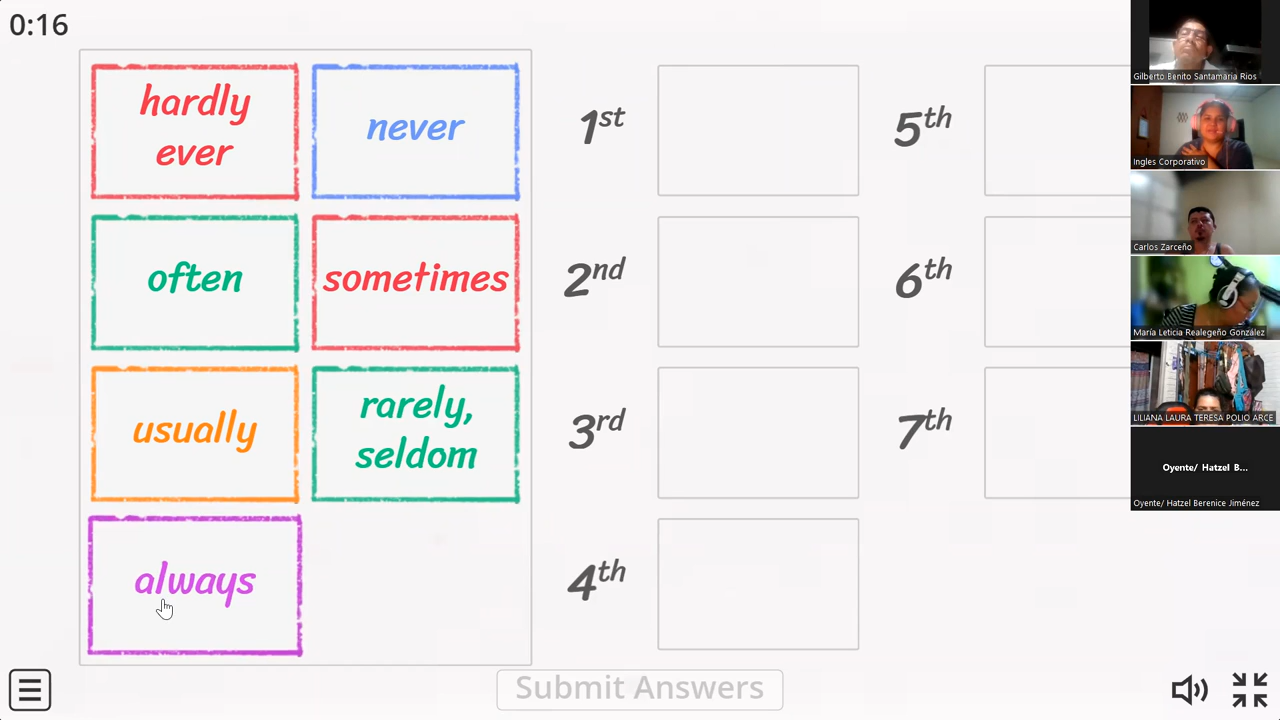 0:16
hardly
ever
never
often
sometimes
usually
rarely,
seldom
always
1st
2nd
3rd
4th
5th
6th
7th
Submit Answers
Gilberto Benito Santamaria Rios
Ingles Corporativo
Carlos Zarceño
María Leticia Realegeño González
LILIANA LAURA TERESA POLIO ARCE
Oyente/ Hatzel B...
Oyente/ Hatzel Berenice Jiménez